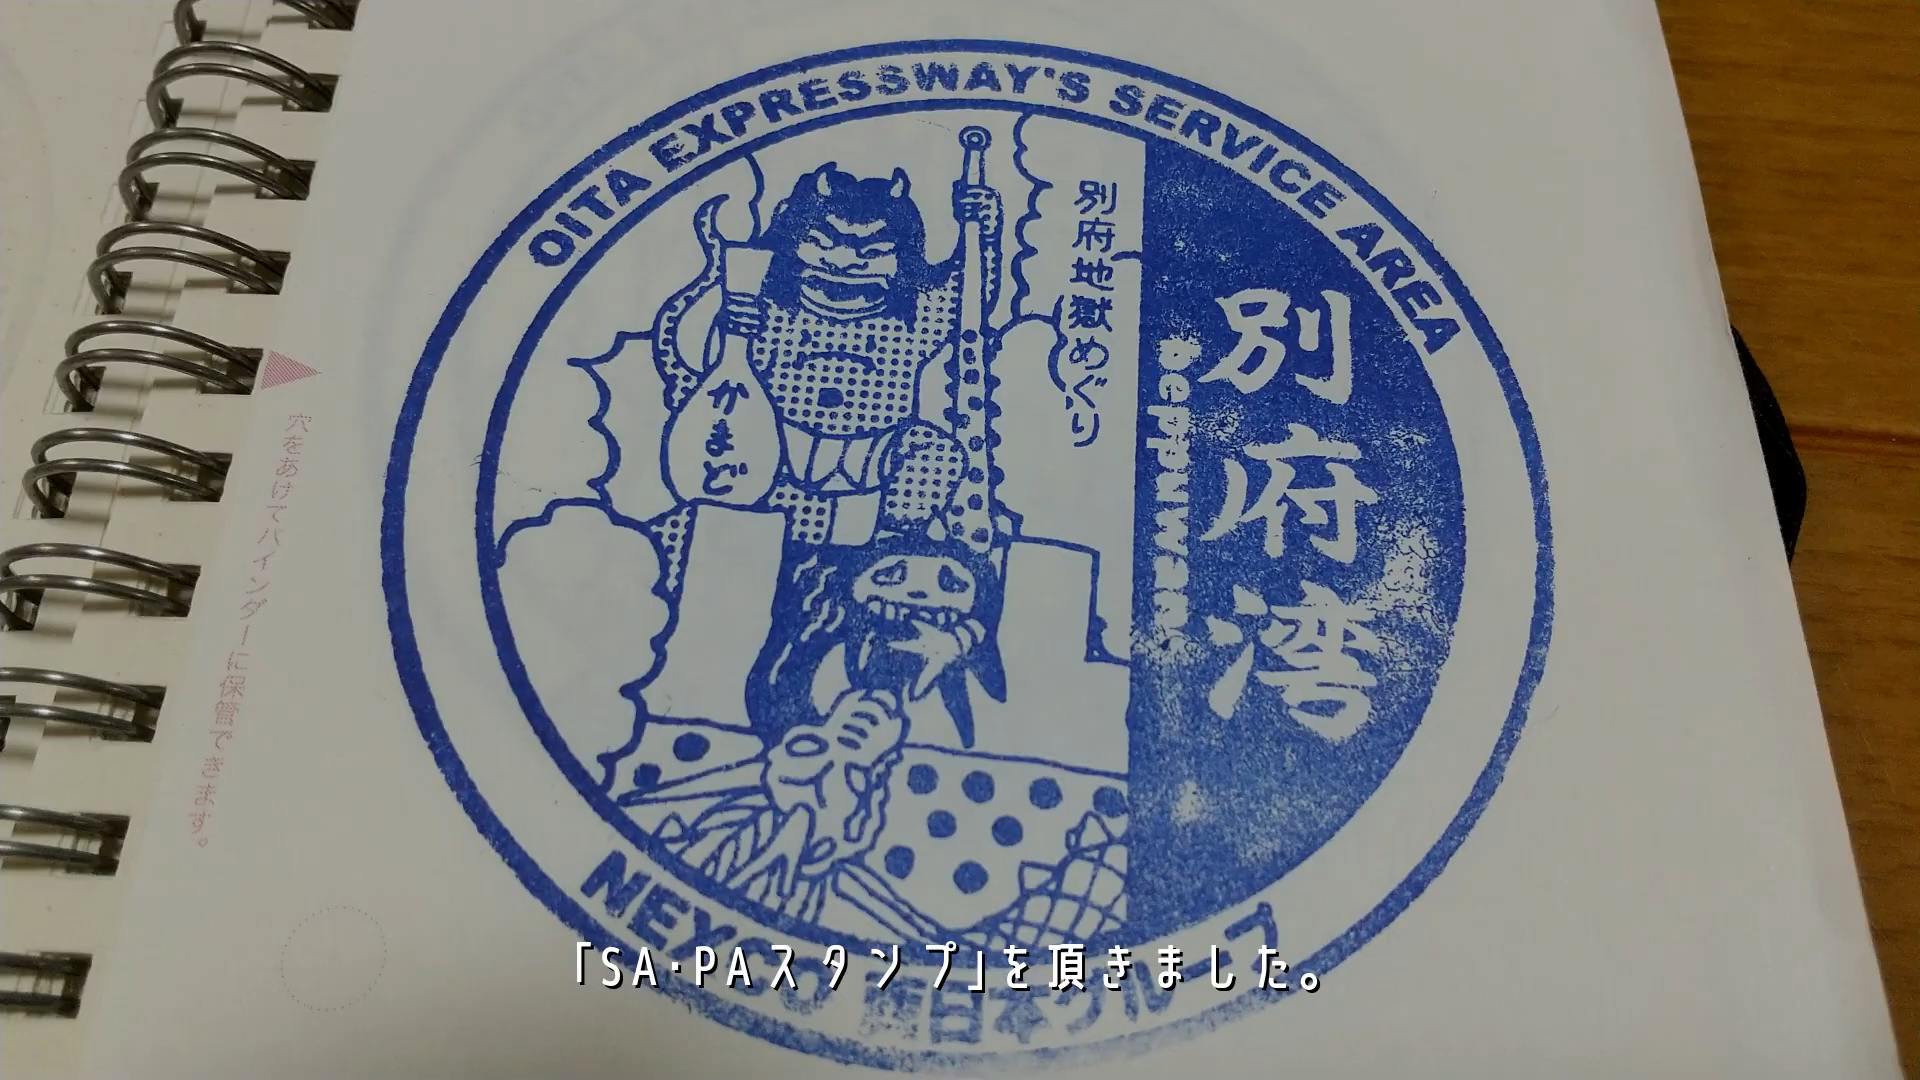 OITA EXPRESSWAY'S SERVICE AREA
別府地獄めぐり
別府湾
beppuwan
かまど
NEXCO 西日本グループ
穴をあけてバインダーに保管できます。
「SA・PAスタンプ」を頂きました。